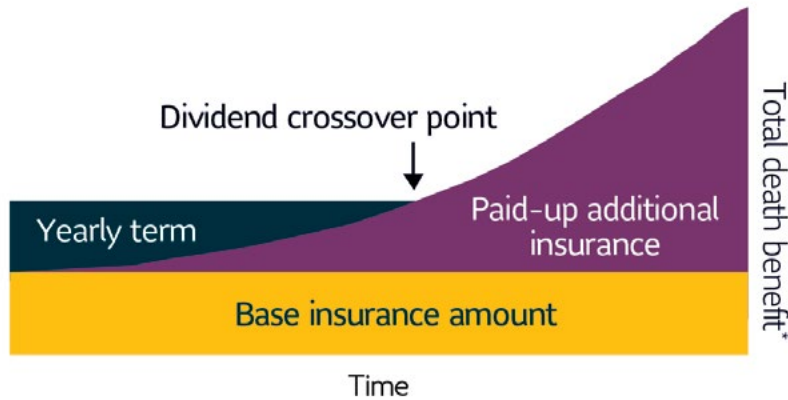 Dividend crossover point
Yearly term
Paid-up additional
insurance
Base insurance amount
Total death benefit*
Time